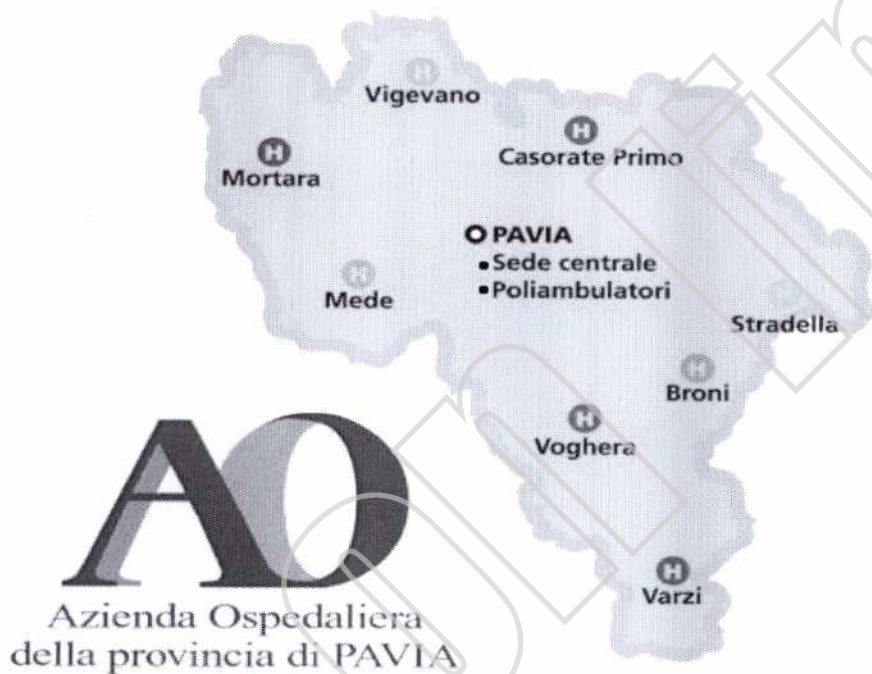 H
Vigevano
H
Casorate Primo
H
Mortara
PAVIA
•Sede centrale
•Poliambulatori
H
Mede
H
Stradella
H
Broni
H
Voghera
H
Varzi
AO
Azienda Ospedaliera
della provincia di PAVIA